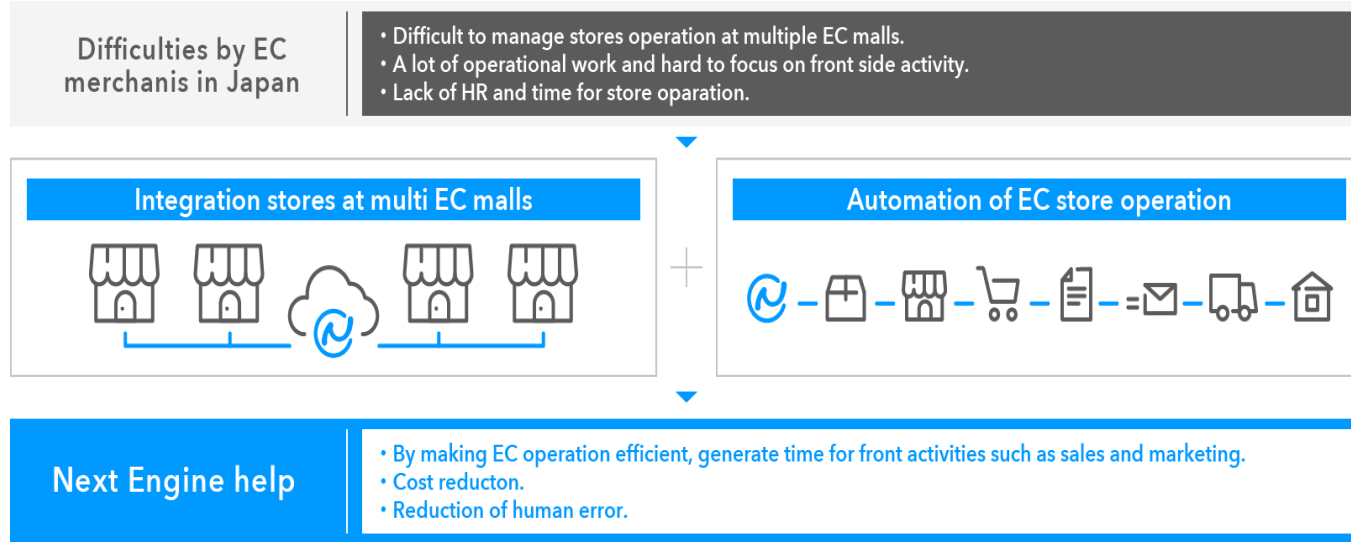 Difficulties by EC
merchanis in Japan
• Difficult to manage stores operation at multiple EC malls.
• A lot of operational work and hard to focus on front side activity.
• Lack of HR and time for store oparation.
Integration stores at multi EC malls
Automation of EC store operation
Next Engine help
• By making EC operation efficient, generate time for front activities such as sales and marketing.
• Cost reducton.
• Reduction of human error.